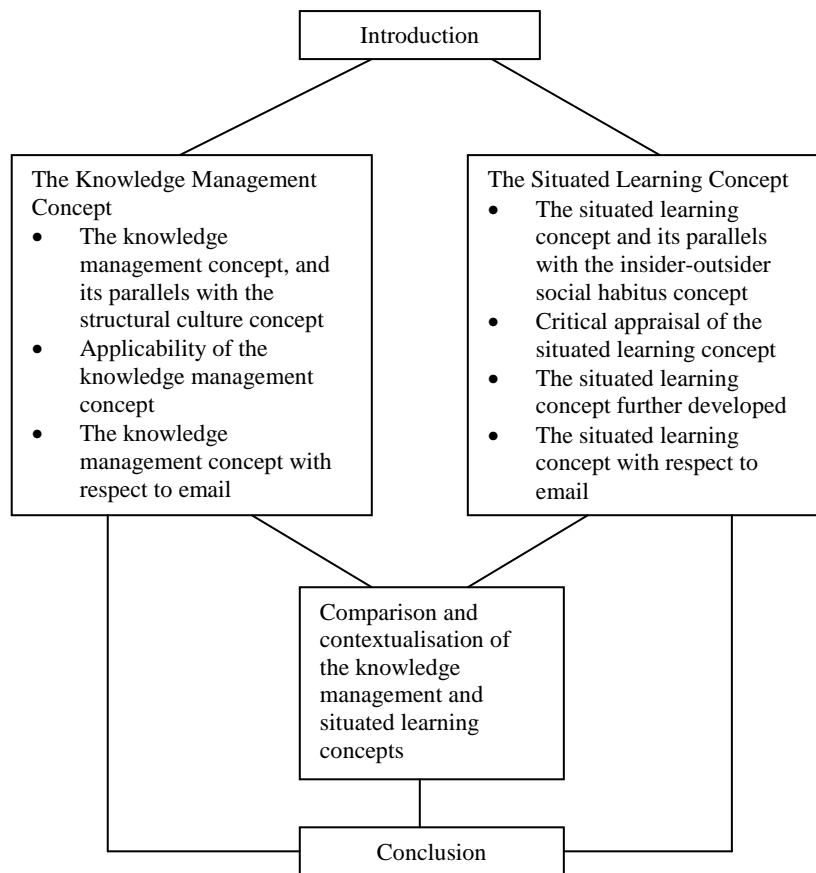 Introduction
The Knowledge Management
Concept
• The knowledge
management concept, and
its parallels with the
structural culture concept
• Applicability of the
knowledge management
concept
• The knowledge
management concept with
respect to email
The Situated Learning Concept
• The situated learning
concept and its parallels
with the insider-outsider
social habitus concept
• Critical appraisal of the
situated learning concept
• The situated learning
concept further developed
• The situated learning
concept with respect to
email
Comparison and
contextualisation of
the knowledge
management and
situated learning
concepts
Conclusion